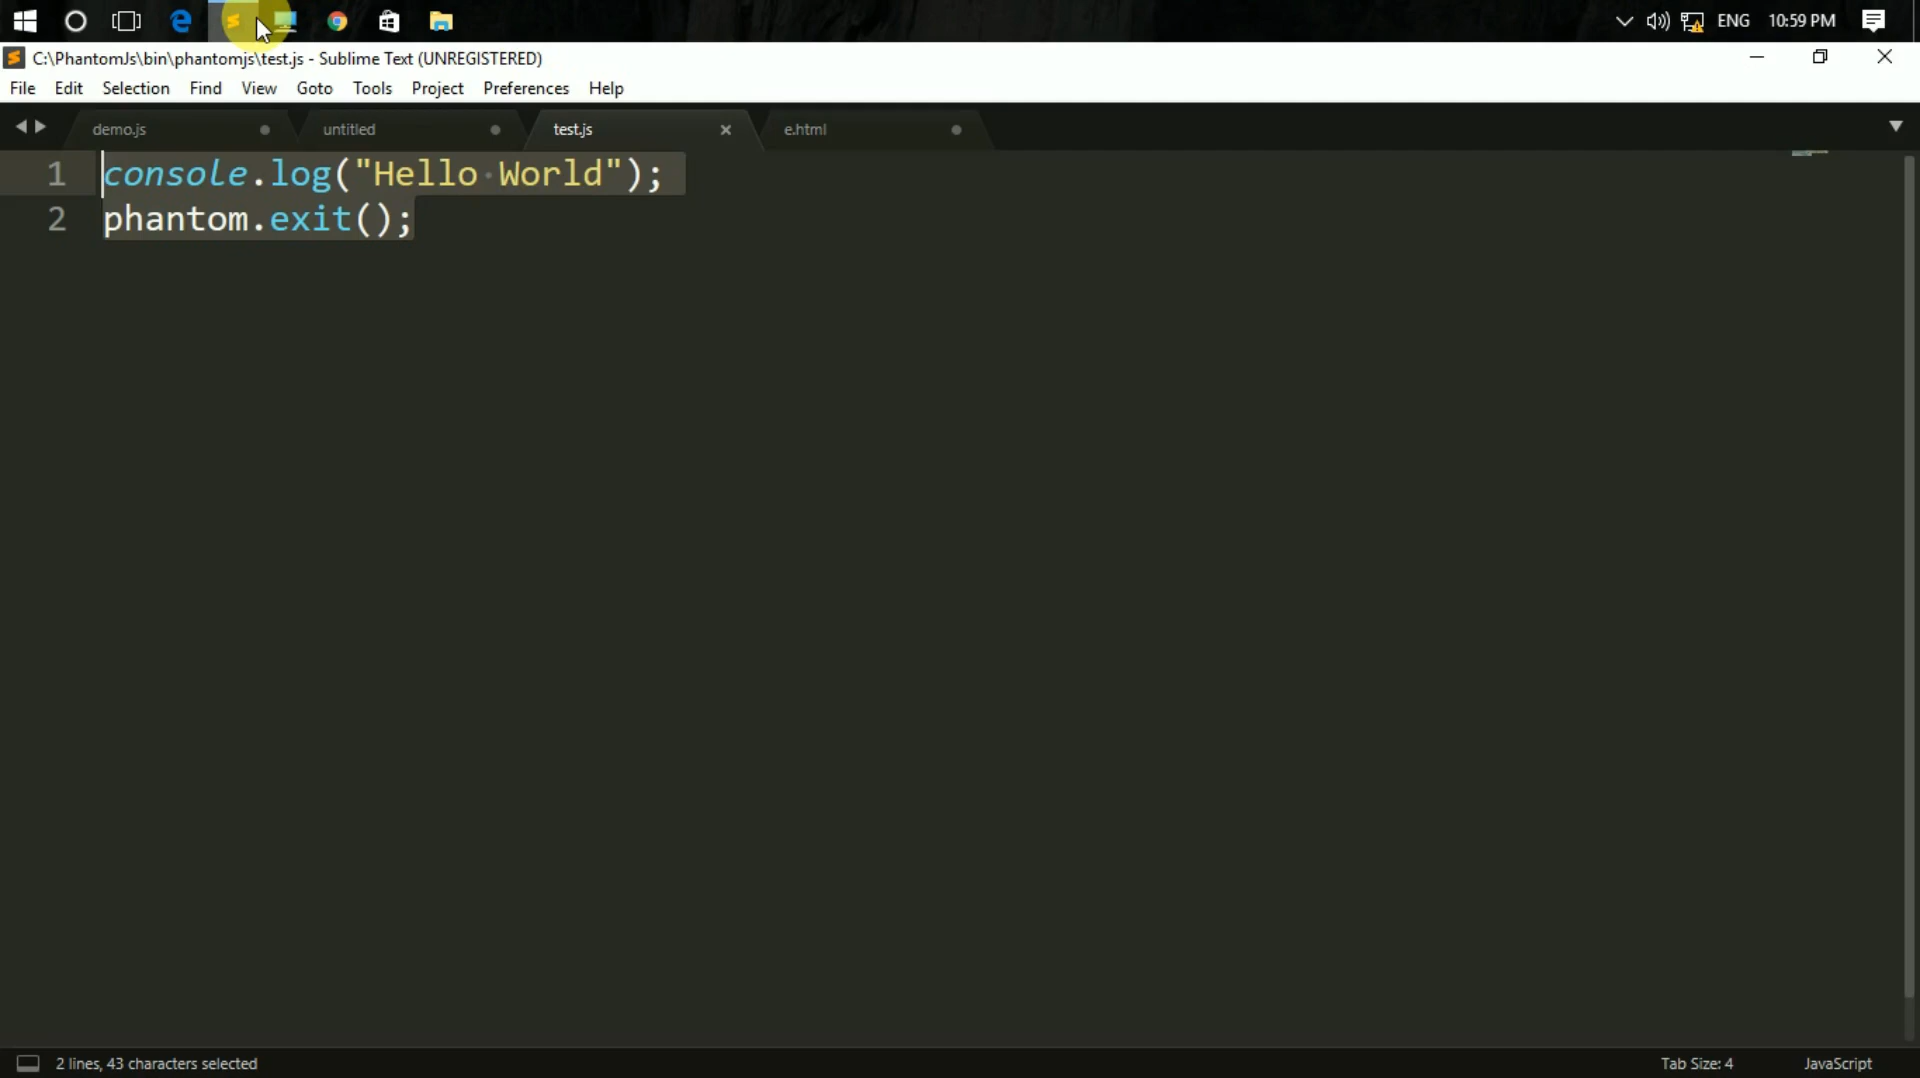 ENG 10:59 PM
C:\PhantomJs\bin\phantomjs\test.js - Sublime Text (UNREGISTERED)
File Edit Selection Find View Goto Tools Project Preferences Help
demo.js untitled test.js e.html
1 console.log("Hello World");
2 phantom.exit();
2 lines, 43 characters selected Tab Size: 4 JavaScript